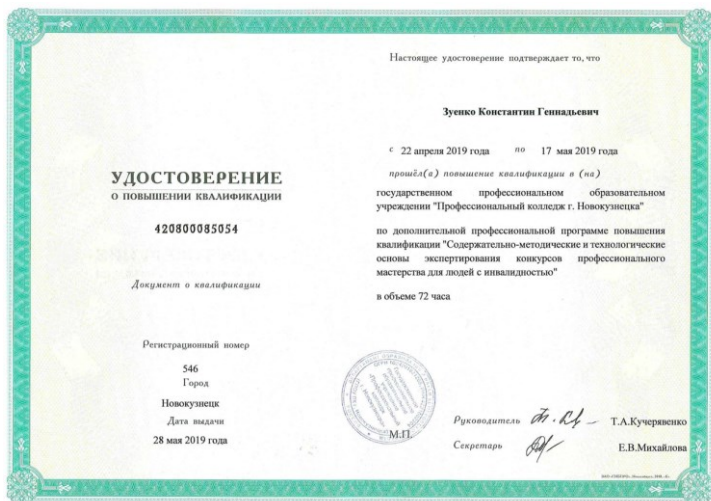 УДОСТОВЕРЕНИЕ
О ПОВЫШЕНИИ КВАЛИФИКАЦИИ
420800085054
Документ о квалификации
Регистрационный номер
546
Город
Новокузнецк
Дата выдачи
28 мая 2019 года
Настоящее удостоверение подтверждает то, что
Зуенко Константин Геннадьевич
с 22 апреля 2019 года по 17 мая 2019 года
прошёл(а) повышение квалификации в (на)
государственном профессиональном образовательном
учреждении "Профессиональный колледж г. Новокузнецка"
по дополнительной профессиональной программе повышения
квалификации "Содержательно-методические и технологические
основы экспертирования конкурсов профессионального
мастерства для людей с инвалидностью"
в объеме 72 часа
М.П.
Руководитель Т.А.Кучерявенко
Секретарь Е.В.Михайлова